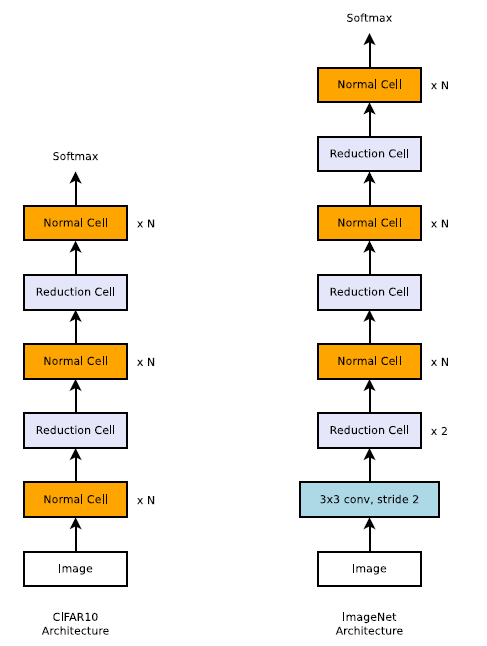 Softmax
Normal Cell
x N
Reduction Cell
Normal Cell
x N
Reduction Cell
Normal Cell
x N
Image
CIFAR10
Architecture
Softmax
Normal Cell
x N
Reduction Cell
Normal Cell
x N
Reduction Cell
Normal Cell
x N
Reduction Cell
x 2
3x3 conv, stride 2
Image
ImageNet
Architecture